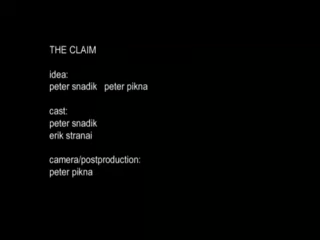 THE CLAIM
idea:
peter snadik peter pikna
cast:
peter snadik
erik stranai
camera/postproduction:
peter pikna